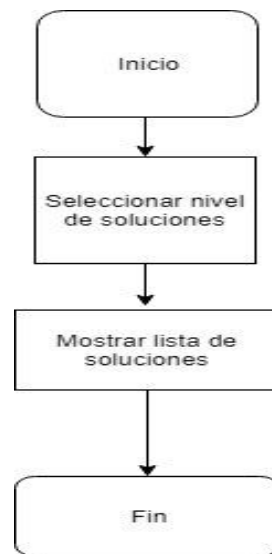 Inicio
Seleccionar nivel
de soluciones
Mostrar lista de
soluciones
Fin